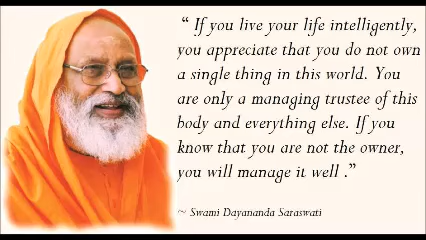 “ If you live your life intelligently,
you appreciate that you do not own
a single thing in this world. You
are only a managing trustee of this
body and everything else. If you
know that you are not the owner,
you will manage it well .”
~ Swami Dayananda Saraswati